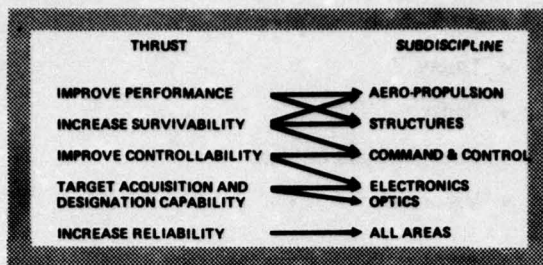 THRUST SUBDISCIPLINE
IMPROVE PERFORMANCE AERO-PROPULSION
INCREASE SURVIVABILITY STRUCTURES
IMPROVE CONTROLLABILITY COMMAND & CONTROL
TARGET ACQUISITION AND ELECTRONICS
DESIGNATION CAPABILITY OPTICS
INCREASE RELIABILITY ALL AREAS